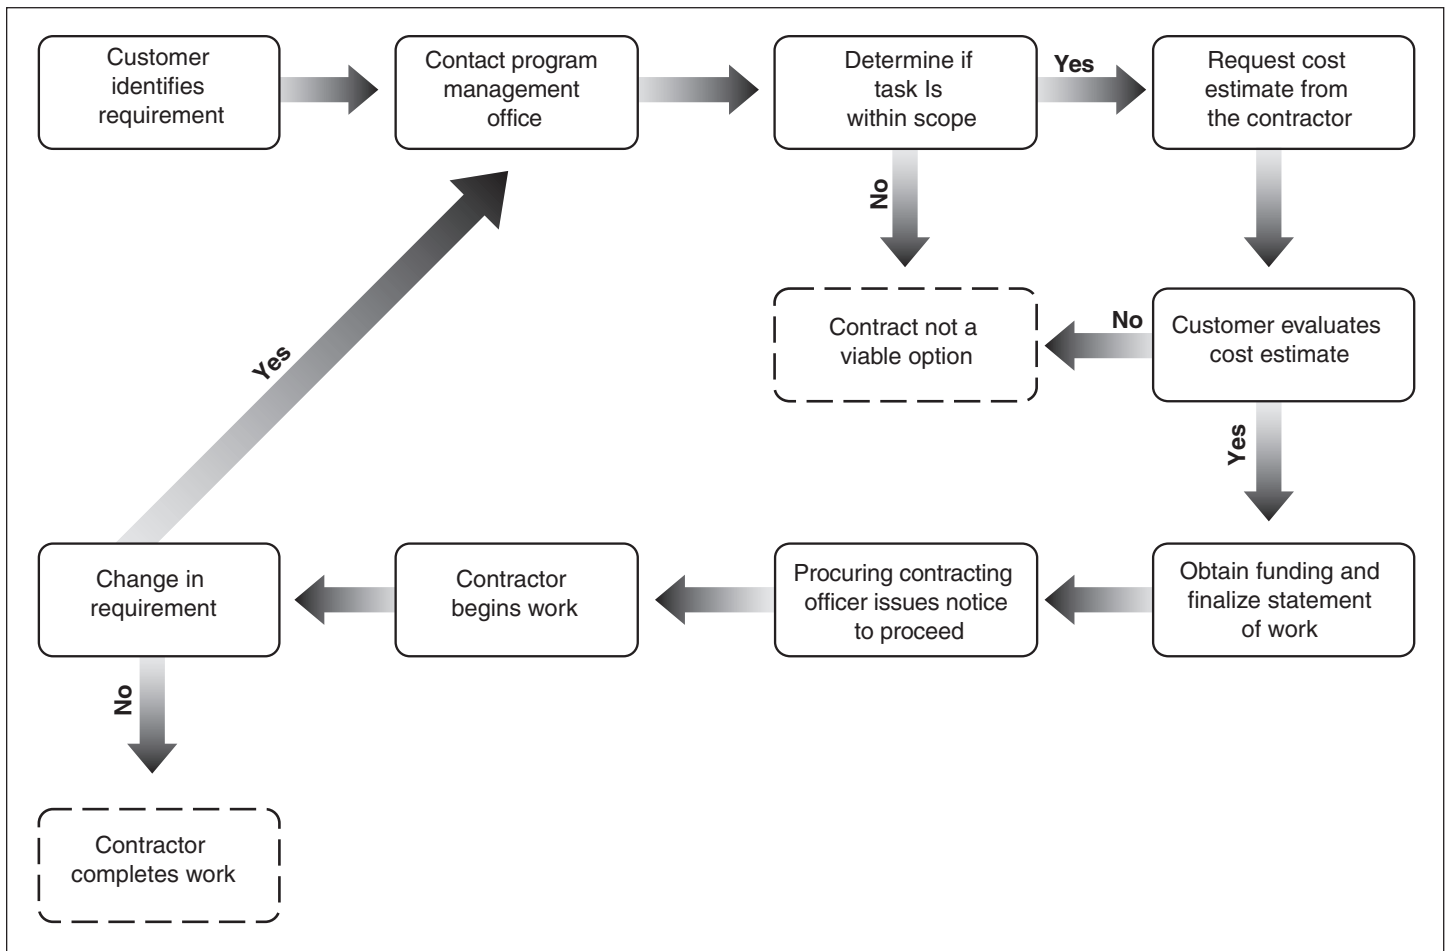 Customer
identifies
requirement
Contact program
management
office
Determine if
task Is
within scope
Yes
Request cost
estimate from
the contractor
No
Contract not a
viable option
No
Customer evaluates
cost estimate
Yes
Yes
Change in
requirement
Contractor
begins work
Procuring contracting
officer issues notice
to proceed
Obtain funding and
finalize statement
of work
No
Contractor
completes work